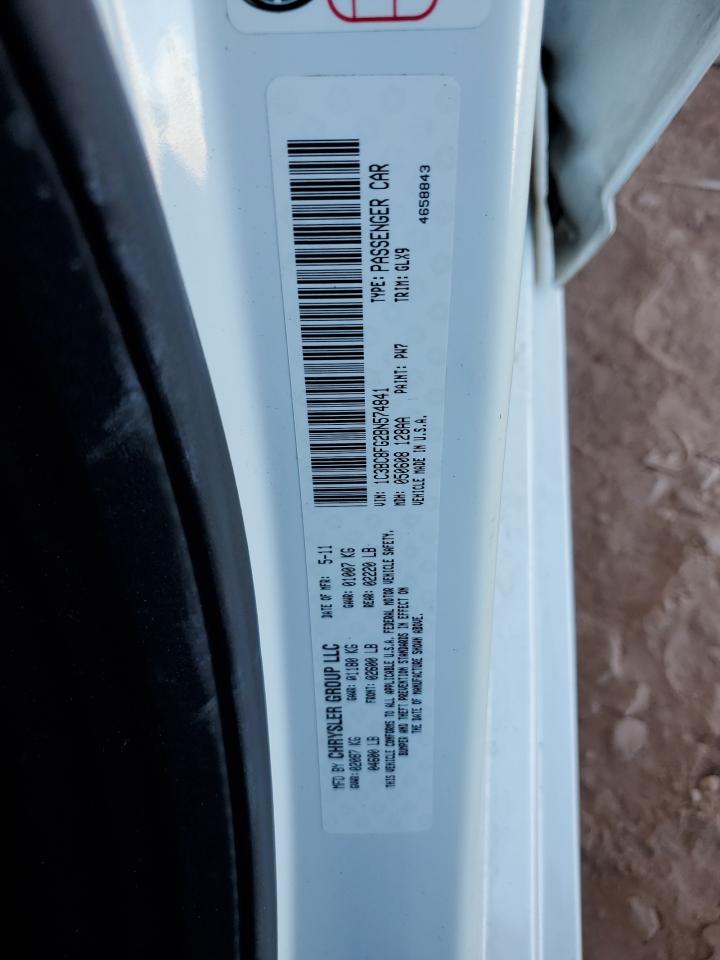 MFD BY CHRYSLER GROUP LLC
DATE OF MFR: 5-11
GVWR: 02087 KG
GAWR: 01180 KG
GAWR: 01007 KG
04600 LB
FRONT: 02600 LB
REAR: 02220 LB
THIS VEHICLE CONFORMS TO ALL APPLICABLE U.S.A. FEDERAL MOTOR VEHICLE SAFETY,
BUMPER AND THEFT PREVENTION STANDARDS IN EFFECT ON
THE DATE OF MANUFACTURE SHOWN ABOVE.
VIN: 1C3BC8FG2BN574841
TYPE: PASSENGER CAR
MDH: 050608 128AA
PAINT: PW7
TRIM: GLX9
VEHICLE MADE IN U.S.A.
4658843